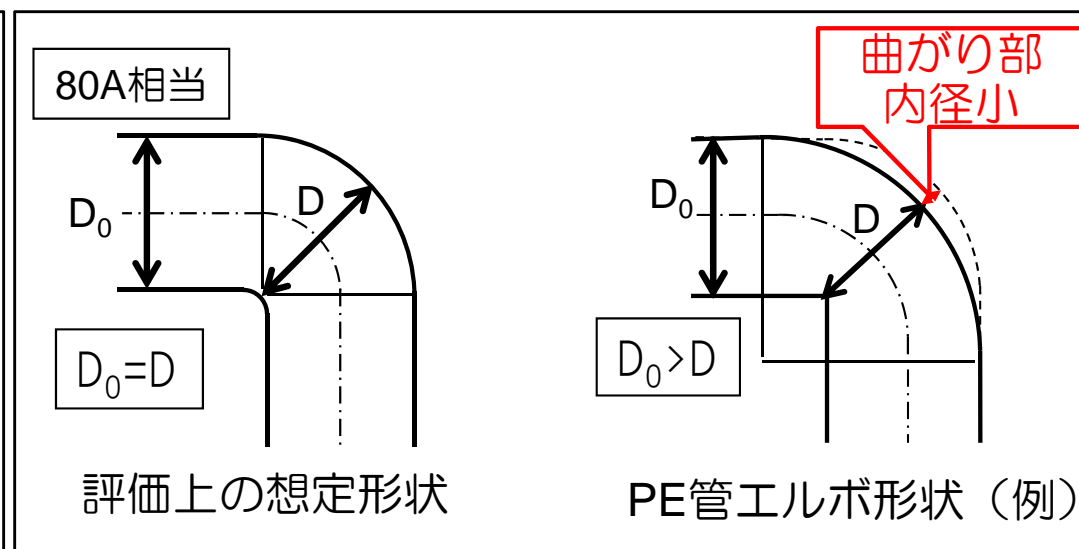 80A相当
D₀
D
D₀=D
評価上の想定形状
曲がり部
内径小
D₀
D
D₀>D
PE管エルボ形状（例）